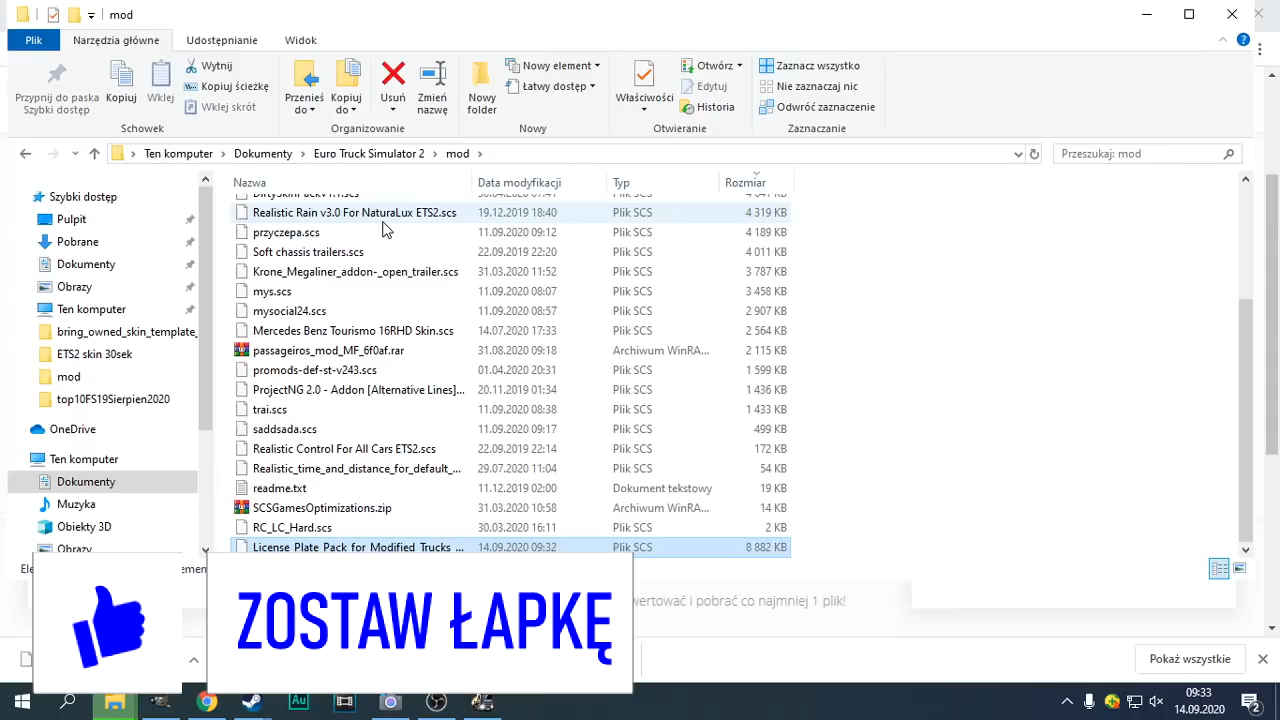 mod
Plik Narzędzia główne Udostępnianie Widok
Przypnij do paska Szybki dostęp
Kopiuj
Wklej
Wytnij
Kopiuj ścieżkę
Wklej skrót
Schowek
Przenieś do
Kopiuj do
Usuń
Zmień nazwę
Organizowanie
Nowy folder
Nowy element
Łatwy dostęp
Nowy
Właściwości
Otwórz
Edytuj
Historia
Otwieranie
Zaznacz wszystko
Nie zaznaczaj nic
Odwróć zaznaczenie
Zaznaczanie
Ten komputer Dokumenty Euro Truck Simulator 2 mod
Przeszukaj: mod
Szybki dostęp
Pulpit
Pobrane
Dokumenty
Obrazy
Ten komputer
bring_owned_skin_template_
ETS2 skin 30sek
mod
top10FS19Sierpien2020
OneDrive
Ten komputer
Dokumenty
Muzyka
Obiekty 3D
Obrazy
Nazwa Data modyfikacji Typ Rozmiar
Realistic Rain v3.0 For NaturaLux ETS2.scs 19.12.2019 18:40 Plik SCS 4 319 KB
przyczepa.scs 11.09.2020 09:12 Plik SCS 4 189 KB
Soft chassis trailers.scs 22.09.2019 22:20 Plik SCS 4 011 KB
Krone_Megaliner_addon-_open_trailer.scs 31.03.2020 11:52 Plik SCS 3 787 KB
mys.scs 11.09.2020 08:07 Plik SCS 3 458 KB
mysocial24.scs 11.09.2020 08:57 Plik SCS 2 907 KB
Mercedes Benz Tourismo 16RHD Skin.scs 14.07.2020 17:33 Plik SCS 2 564 KB
passageiros_mod_MF_6f0af.rar 31.08.2020 09:18 Archiwum WinRA... 2 115 KB
promods-def-st-v243.scs 01.04.2020 20:31 Plik SCS 1 599 KB
ProjectNG 2.0 - Addon [Alternative Lines]... 20.11.2019 01:34 Plik SCS 1 436 KB
trai.scs 11.09.2020 08:38 Plik SCS 1 433 KB
saddsada.scs 11.09.2020 09:17 Plik SCS 499 KB
Realistic Control For All Cars ETS2.scs 22.09.2019 22:14 Plik SCS 172 KB
Realistic_time_and_distance_for_default_... 29.07.2020 11:04 Plik SCS 54 KB
readme.txt 11.12.2019 02:00 Dokument tekstowy 19 KB
SCSGamesOptimizations.zip 31.03.2020 10:58 Archiwum WinRA... 14 KB
RC_LC_Hard.scs 30.03.2020 16:11 Plik SCS 2 KB
License Plate Pack for Modified Trucks ... 14.09.2020 09:32 Plik SCS 8 882 KB
wertować i pobrać co najmniej 1 plik!
ZOSTAW ŁAPKĘ
Pokaż wszystkie
Au
09:33
14.09.2020
2